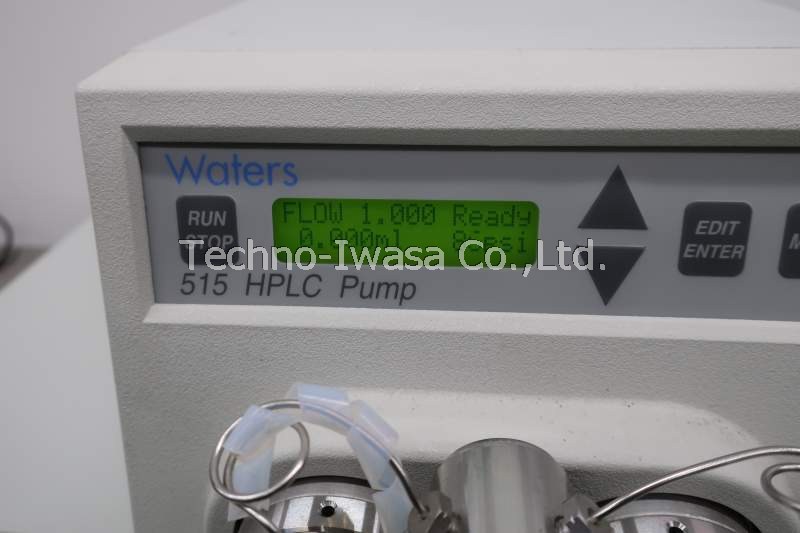 Waters
RUN
STOP
FLOW 1.000 Ready
0.000ml
EDIT
ENTER
M
515 HPLC Pump
Techno-Iwasa Co.,Ltd.